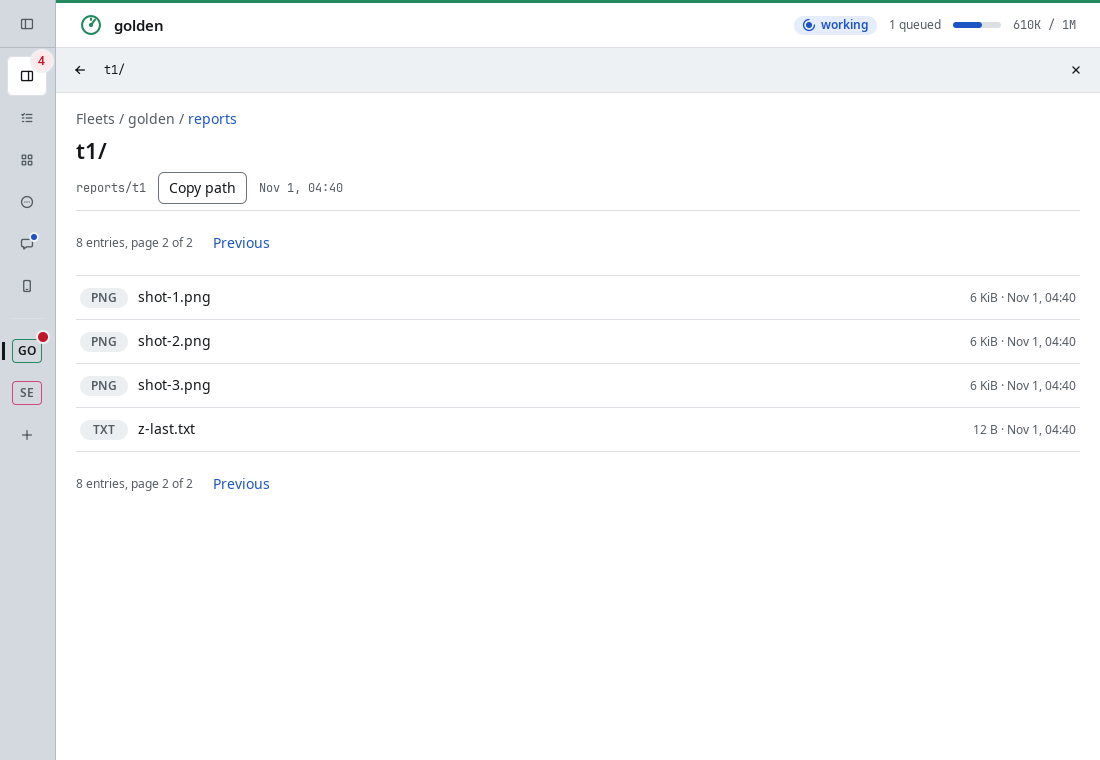 golden
working
1 queued
610K / 1M
4
t1/
Fleets / golden / reports
t1/
reports/t1
Copy path
Nov 1, 04:40
8 entries, page 2 of 2
Previous
PNG shot-1.png 6 KiB · Nov 1, 04:40
PNG shot-2.png 6 KiB · Nov 1, 04:40
PNG shot-3.png 6 KiB · Nov 1, 04:40
TXT z-last.txt 12 B · Nov 1, 04:40
8 entries, page 2 of 2
Previous
GO
SE